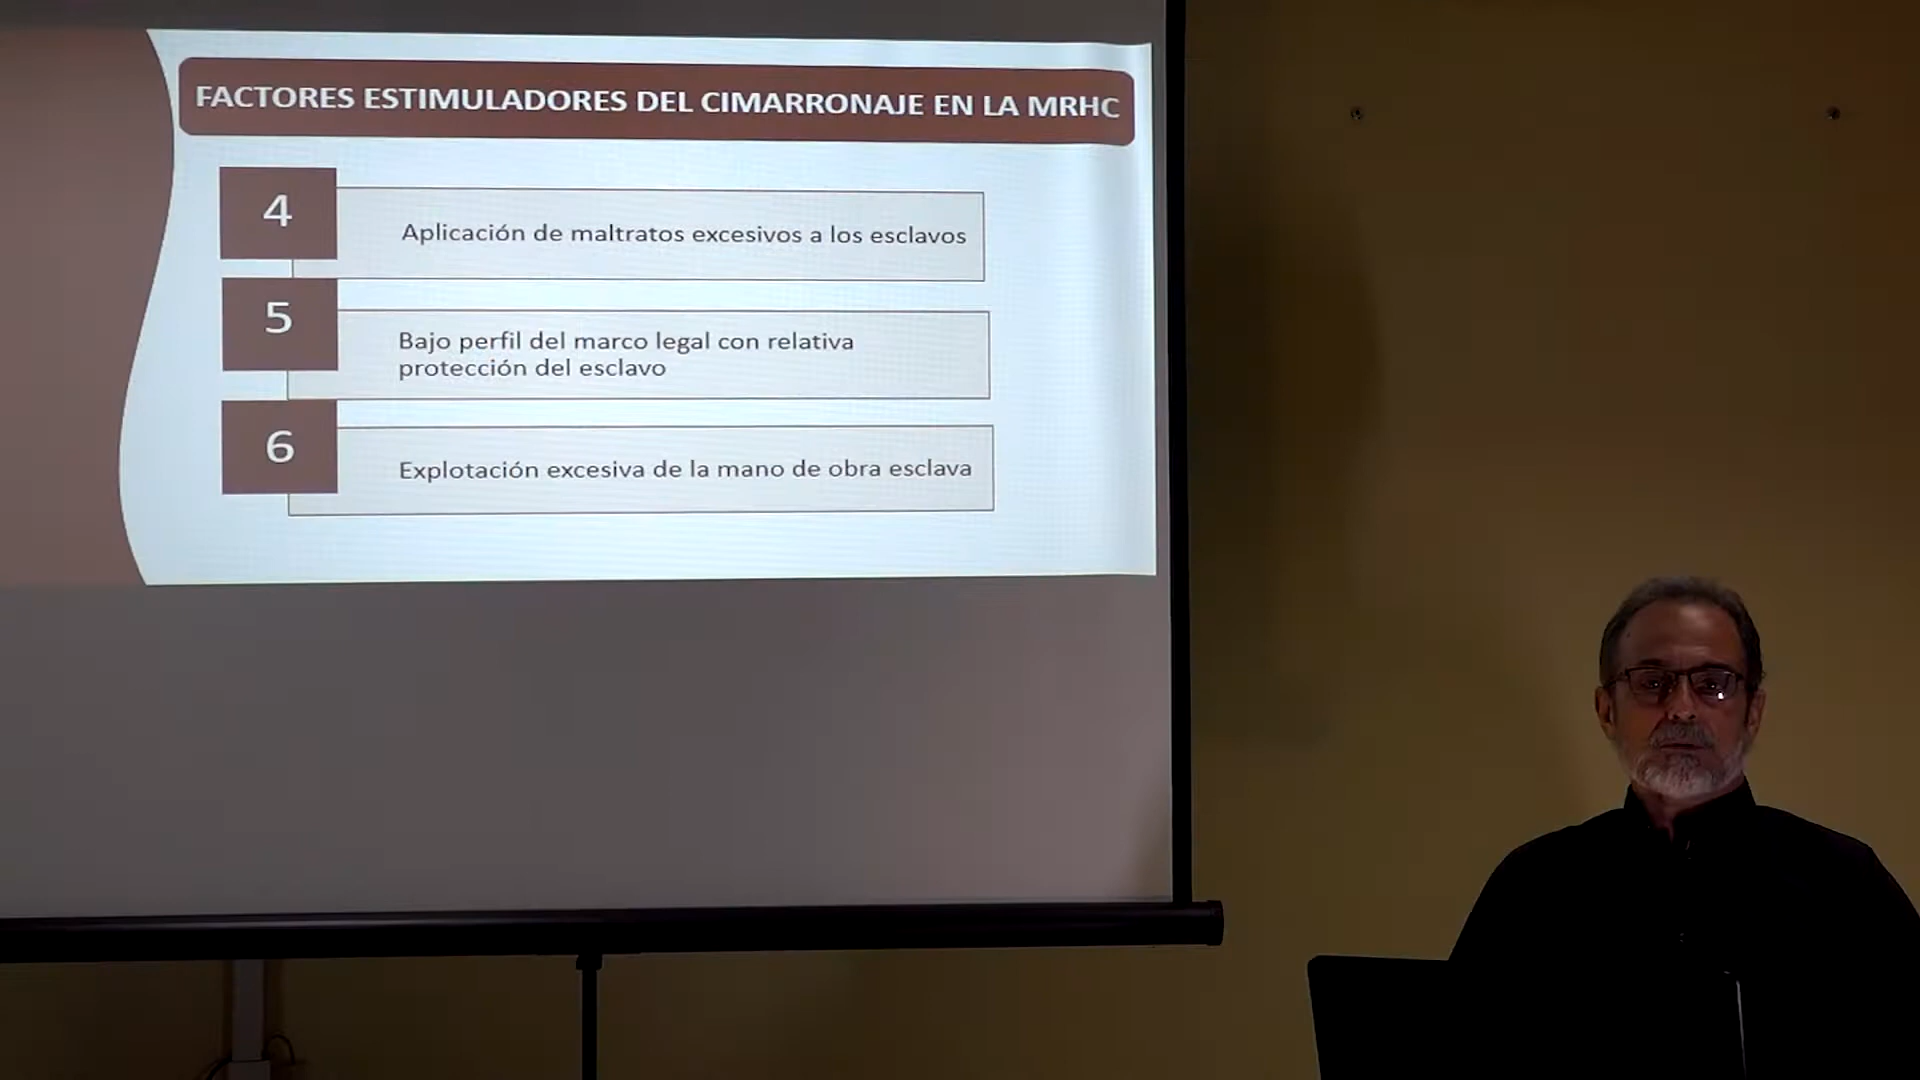 FACTORES ESTIMULADORES DEL CIMARRONAJE EN LA MRHC
4
Aplicación de maltratos excesivos a los esclavos
5
Bajo perfil del marco legal con relativa
protección del esclavo
6
Explotación excesiva de la mano de obra esclava